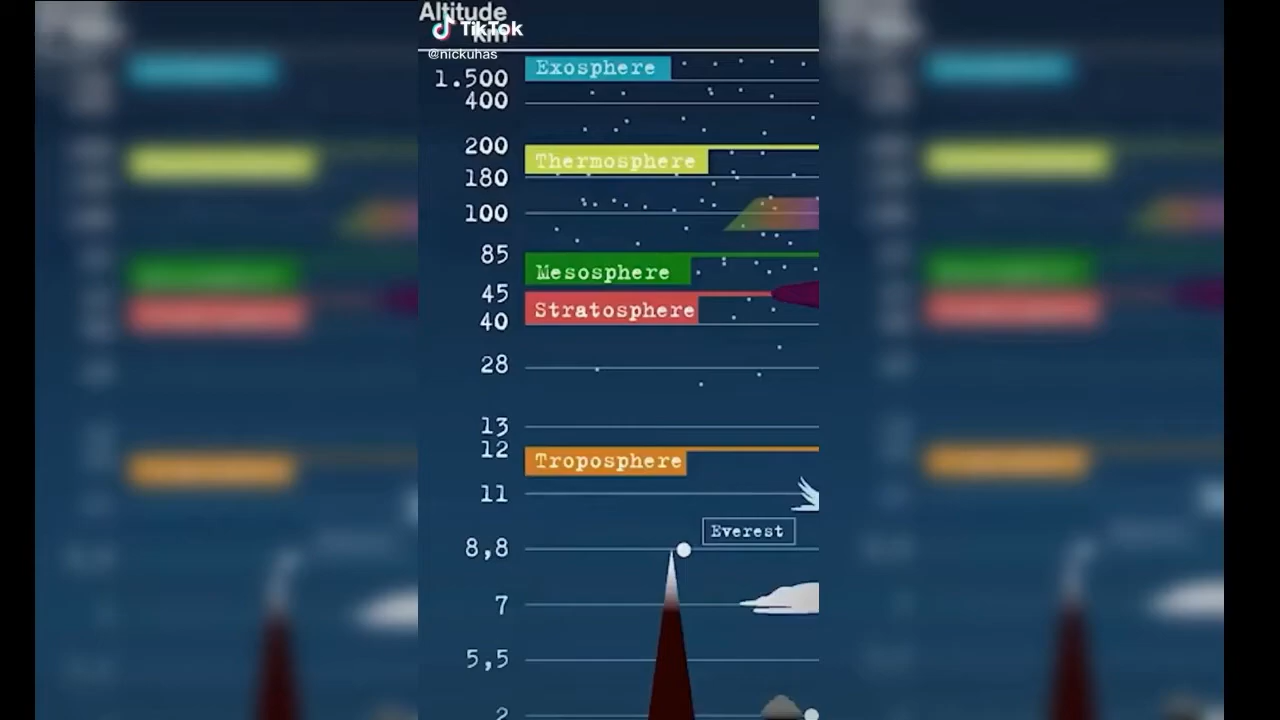 Altitude
km
TikTok
@nickuhas
Exosphere
1.500
400
200
Thermosphere
180
100
85
Mesosphere
45
Stratosphere
40
28
13
12
Troposphere
11
Everest
8,8
7
5,5
2